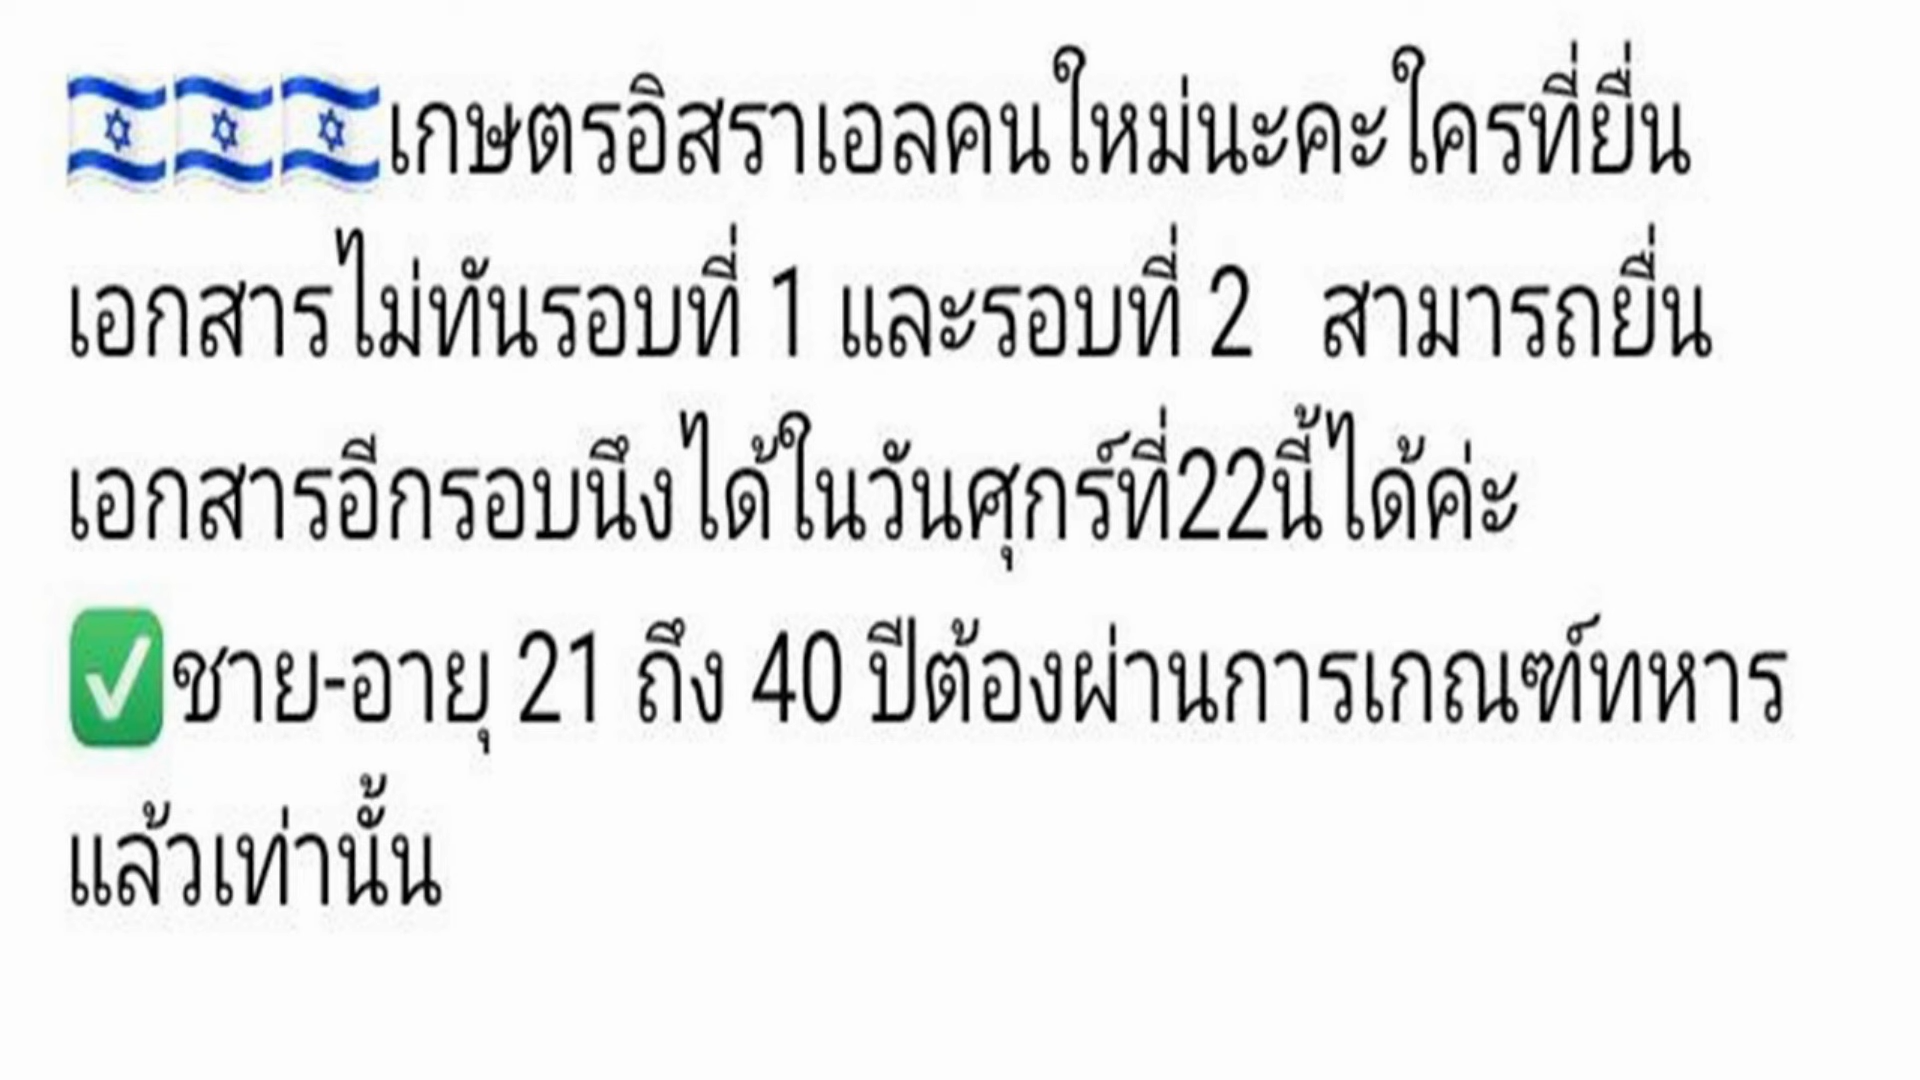 🇮🇱🇮🇱🇮🇱เกษตรอิสราเอลคนใหม่นะคะใครที่ยื่น
เอกสารไม่ทันรอบที่ 1 และรอบที่ 2 สามารถยื่น
เอกสารอีกรอบนึงได้ในวันศุกร์ที่22นี้ได้ค่ะ
✅ชาย-อายุ 21 ถึง 40 ปีต้องผ่านการเกณฑ์ทหาร
แล้วเท่านั้น